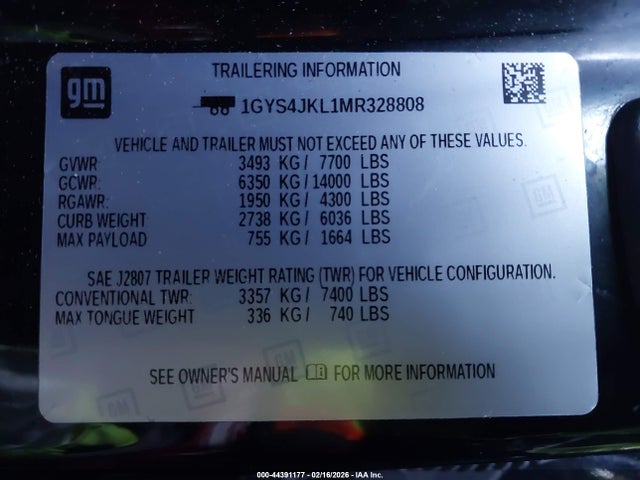 gm
TRAILERING INFORMATION
1GYS4JKL1MR328808
VEHICLE AND TRAILER MUST NOT EXCEED ANY OF THESE VALUES.
GVWR: 3493 KG / 7700 LBS
GCWR: 6350 KG / 14000 LBS
RGAWR: 1950 KG / 4300 LBS
CURB WEIGHT: 2738 KG / 6036 LBS
MAX PAYLOAD 755 KG / 1664 LBS
SAE J2807 TRAILER WEIGHT RATING (TWR) FOR VEHICLE CONFIGURATION.
CONVENTIONAL TWR: 3357 KG / 7400 LBS
MAX TONGUE WEIGHT 336 KG / 740 LBS
SEE OWNER'S MANUAL FOR MORE INFORMATION
000-44391177 - 02/16/2026 - IAA Inc.